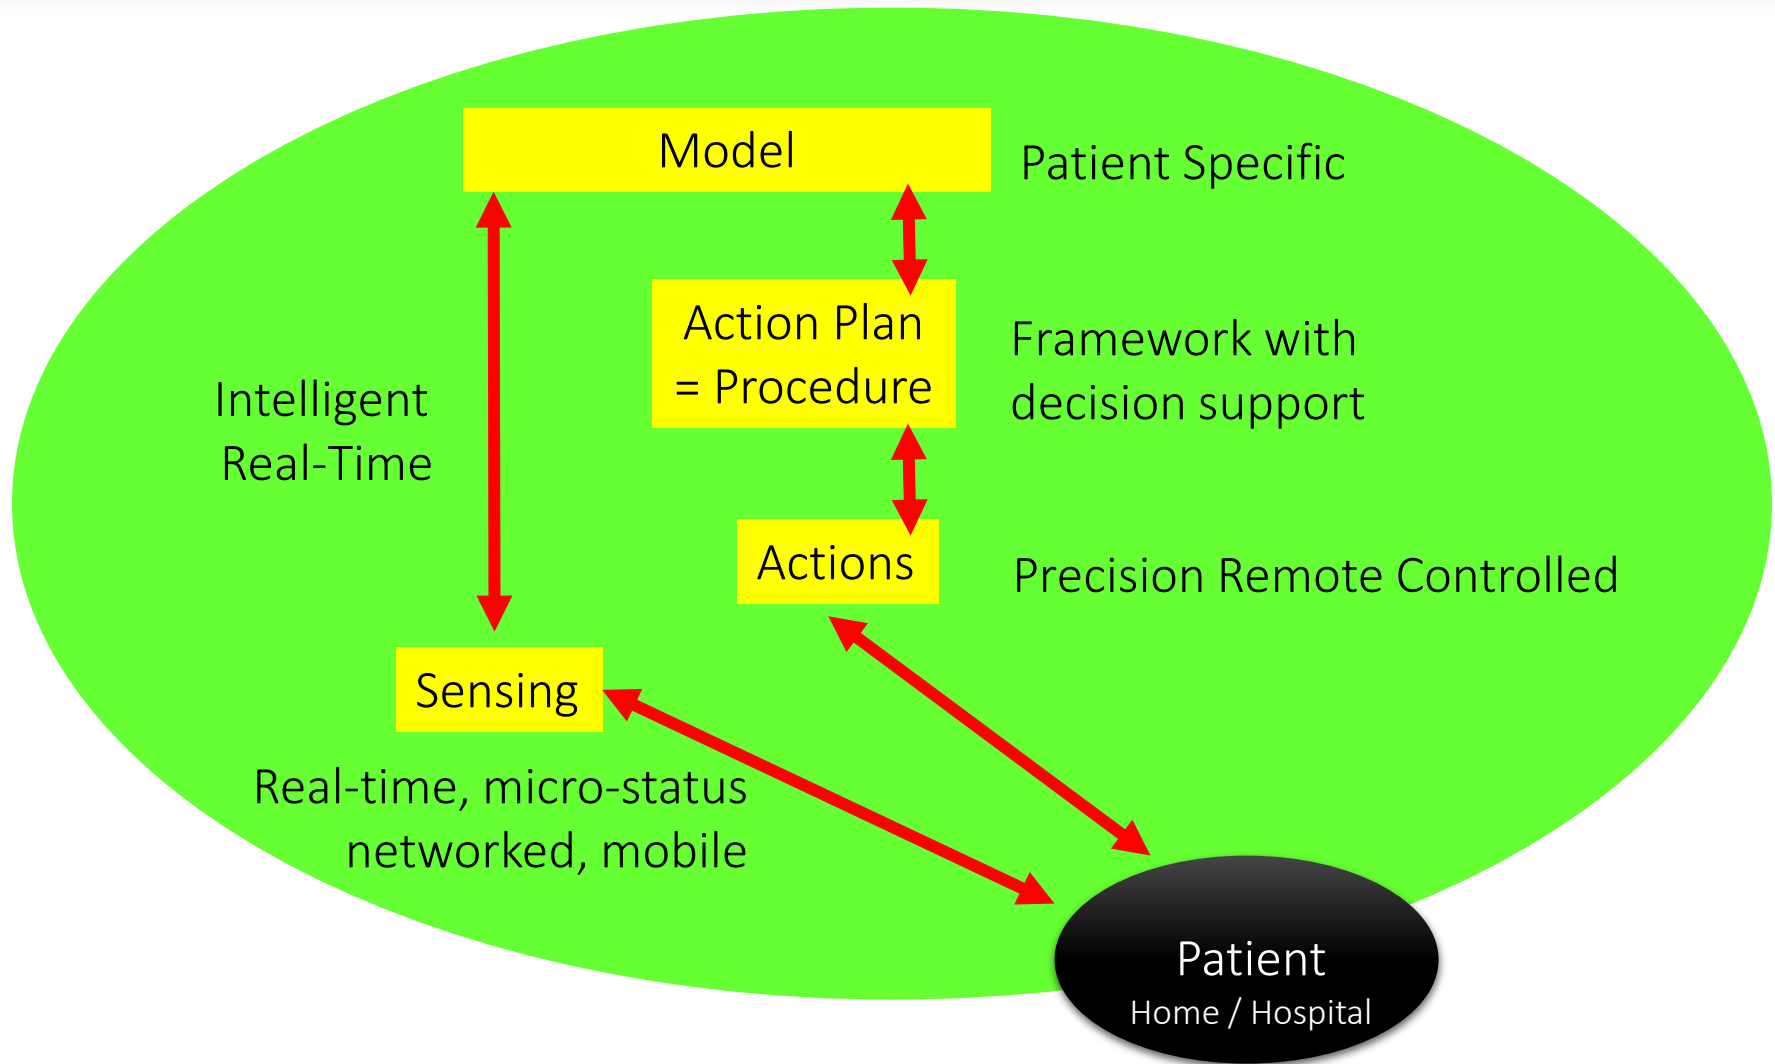 Model
Patient Specific
Action Plan
= Procedure
Framework with
decision support
Intelligent
Real-Time
Actions
Precision Remote Controlled
Sensing
Real-time, micro-status
networked, mobile
Patient
Home / Hospital